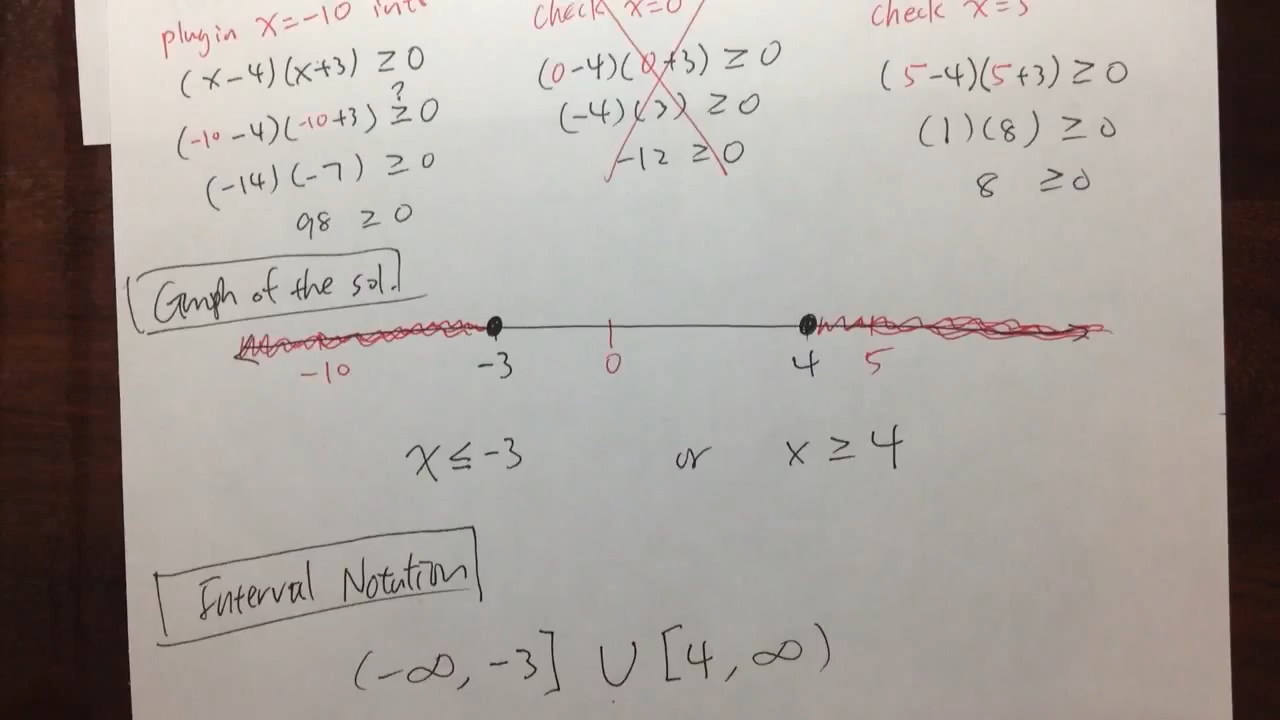 plugin x=-10 into
(x-4)(x+3) ≥0
?
(-10-4)(-10+3) ≥0
(-14)(-7) ≥0
98 ≥0
check x=0
(0-4)(0+3) ≥0
(-4)(3) ≥0
-12 ≥0
check x=5
(5-4)(5+3) ≥0
(1)(8) ≥0
8 ≥0
Graph of the sol.
-10 -3 0 4 5
x ≤ -3 or x ≥ 4
Interval Notation
(-∞, -3] ∪ [4, ∞)